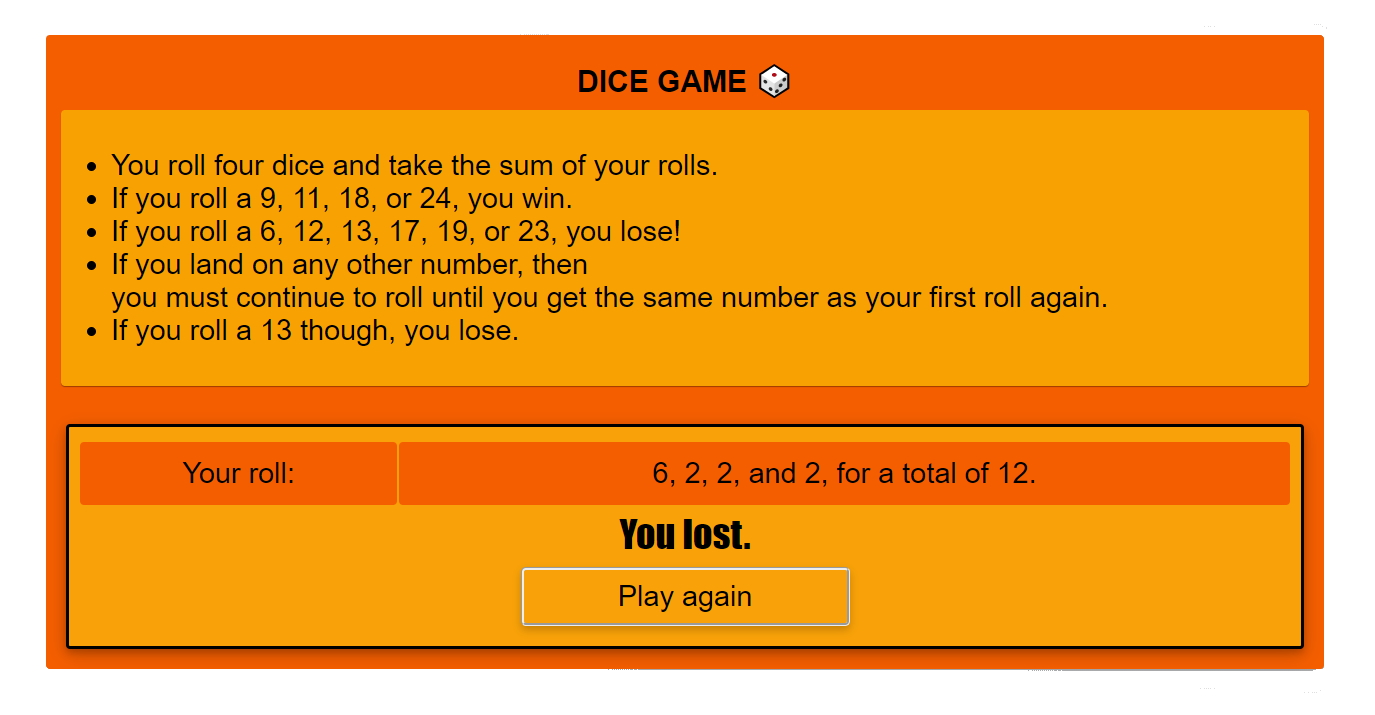 DICE GAME 🎲
• You roll four dice and take the sum of your rolls.
• If you roll a 9, 11, 18, or 24, you win.
• If you roll a 6, 12, 13, 17, 19, or 23, you lose!
• If you land on any other number, then
you must continue to roll until you get the same number as your first roll again.
• If you roll a 13 though, you lose.
Your roll: 6, 2, 2, and 2, for a total of 12.
You lost.
Play again